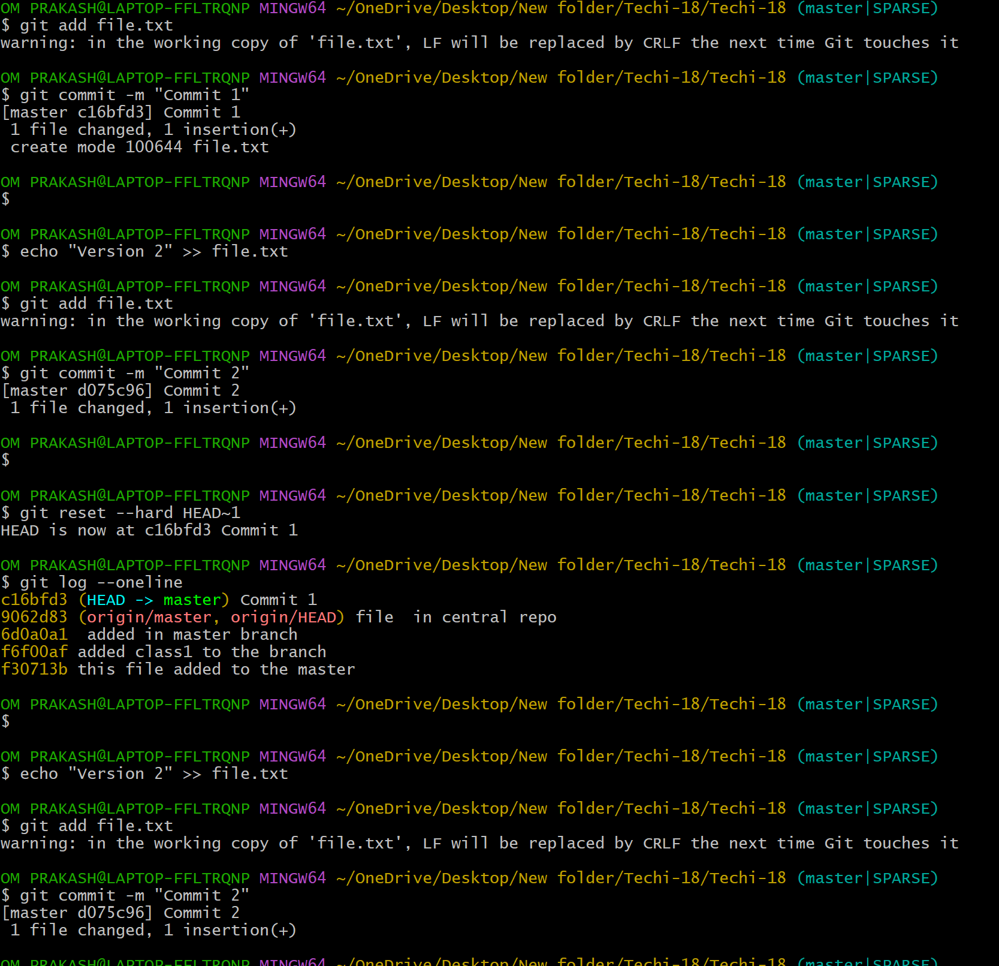 OM PRAKASH@LAPTOP-FFLTRQNP MINGW64 ~/OneDrive/Desktop/New folder/Techi-18/Techi-18 (master|SPARSE)
$ git add file.txt
warning: in the working copy of 'file.txt', LF will be replaced by CRLF the next time Git touches it
OM PRAKASH@LAPTOP-FFLTRQNP MINGW64 ~/OneDrive/Desktop/New folder/Techi-18/Techi-18 (master|SPARSE)
$ git commit -m "Commit 1"
[master c16bfd3] Commit 1
 1 file changed, 1 insertion(+)
 create mode 100644 file.txt
OM PRAKASH@LAPTOP-FFLTRQNP MINGW64 ~/OneDrive/Desktop/New folder/Techi-18/Techi-18 (master|SPARSE)
$
OM PRAKASH@LAPTOP-FFLTRQNP MINGW64 ~/OneDrive/Desktop/New folder/Techi-18/Techi-18 (master|SPARSE)
$ echo "Version 2" >> file.txt
OM PRAKASH@LAPTOP-FFLTRQNP MINGW64 ~/OneDrive/Desktop/New folder/Techi-18/Techi-18 (master|SPARSE)
$ git add file.txt
warning: in the working copy of 'file.txt', LF will be replaced by CRLF the next time Git touches it
OM PRAKASH@LAPTOP-FFLTRQNP MINGW64 ~/OneDrive/Desktop/New folder/Techi-18/Techi-18 (master|SPARSE)
$ git commit -m "Commit 2"
[master d075c96] Commit 2
 1 file changed, 1 insertion(+)
OM PRAKASH@LAPTOP-FFLTRQNP MINGW64 ~/OneDrive/Desktop/New folder/Techi-18/Techi-18 (master|SPARSE)
$
OM PRAKASH@LAPTOP-FFLTRQNP MINGW64 ~/OneDrive/Desktop/New folder/Techi-18/Techi-18 (master|SPARSE)
$ git reset --hard HEAD~1
HEAD is now at c16bfd3 Commit 1
OM PRAKASH@LAPTOP-FFLTRQNP MINGW64 ~/OneDrive/Desktop/New folder/Techi-18/Techi-18 (master|SPARSE)
$ git log --oneline
c16bfd3 (HEAD -> master) Commit 1
9062d83 (origin/master, origin/HEAD) file  in central repo
6d0a0a1  added in master branch
f6f00af added class1 to the branch
f30713b this file added to the master
OM PRAKASH@LAPTOP-FFLTRQNP MINGW64 ~/OneDrive/Desktop/New folder/Techi-18/Techi-18 (master|SPARSE)
$
OM PRAKASH@LAPTOP-FFLTRQNP MINGW64 ~/OneDrive/Desktop/New folder/Techi-18/Techi-18 (master|SPARSE)
$ echo "Version 2" >> file.txt
OM PRAKASH@LAPTOP-FFLTRQNP MINGW64 ~/OneDrive/Desktop/New folder/Techi-18/Techi-18 (master|SPARSE)
$ git add file.txt
warning: in the working copy of 'file.txt', LF will be replaced by CRLF the next time Git touches it
OM PRAKASH@LAPTOP-FFLTRQNP MINGW64 ~/OneDrive/Desktop/New folder/Techi-18/Techi-18 (master|SPARSE)
$ git commit -m "Commit 2"
[master d075c96] Commit 2
 1 file changed, 1 insertion(+)
OM PRAKASH@LAPTOP-FFLTRQNP MINGW64 ~/OneDrive/Desktop/New folder/Techi-18/Techi-18 (master|SPARSE)